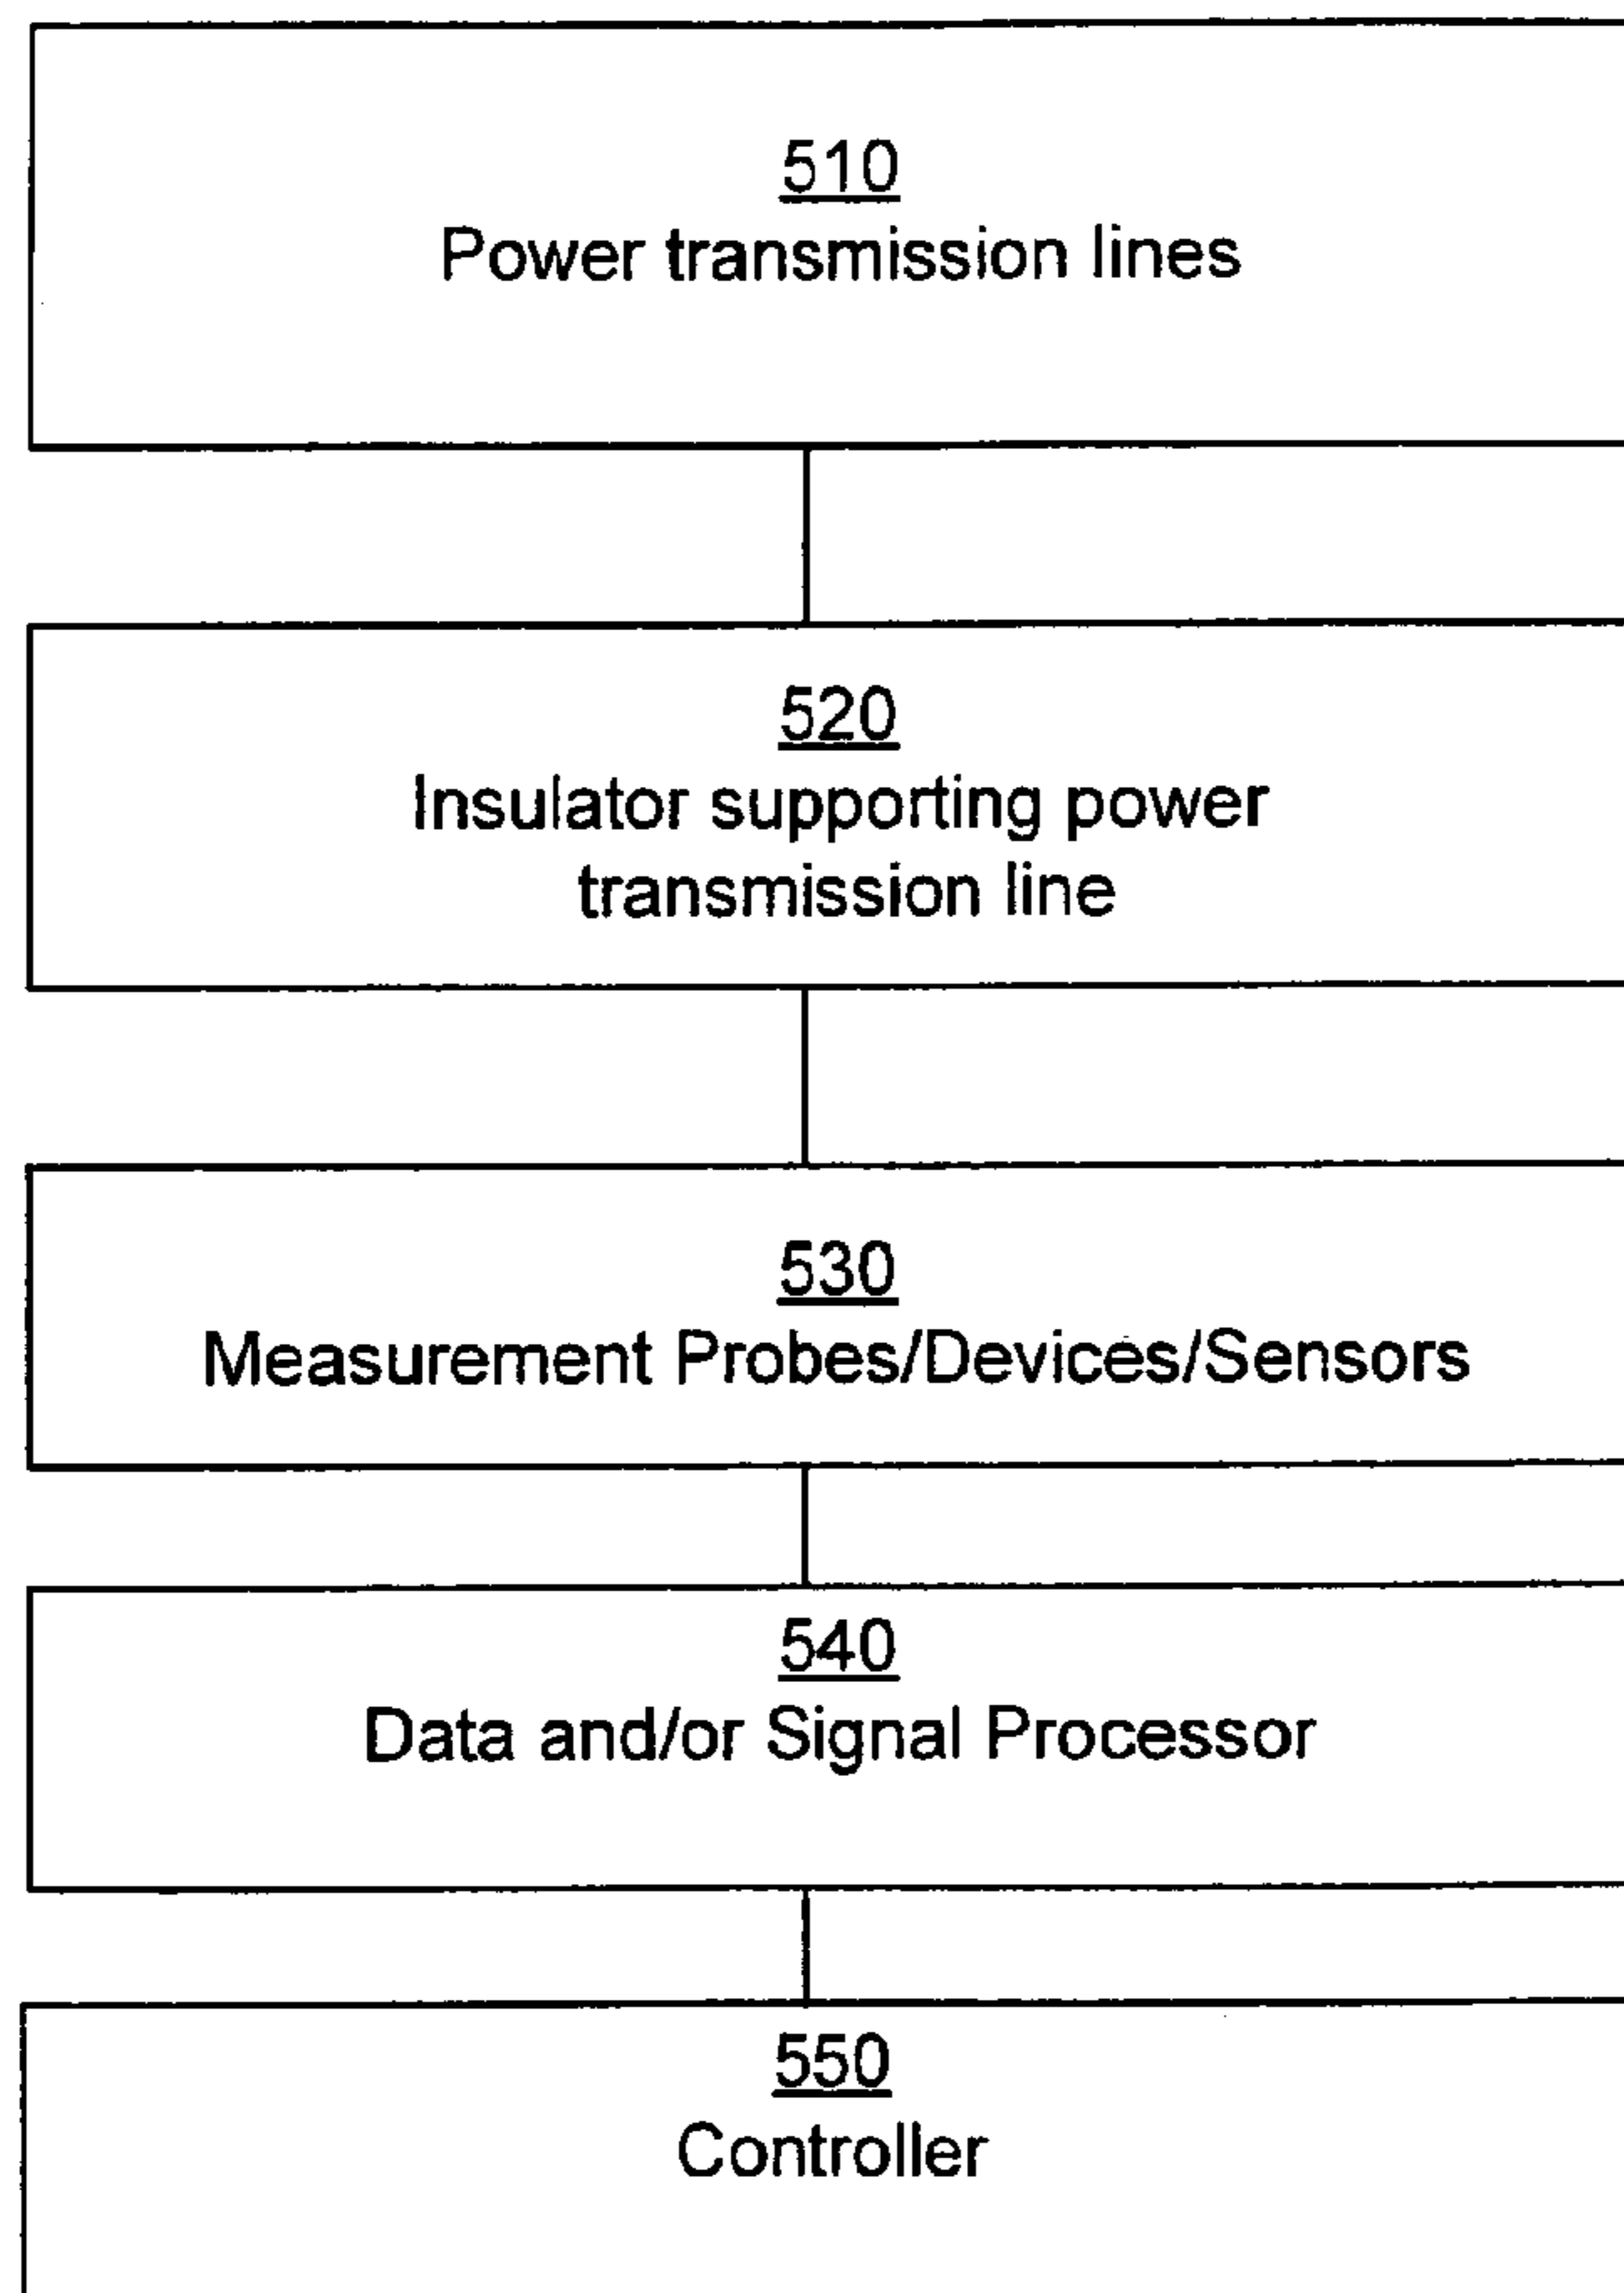 510
Power transmission lines
520
Insulator supporting power
transmission line
530
Measurement Probes/Devices/Sensors
540
Data and/or Signal Processor
550
Controller